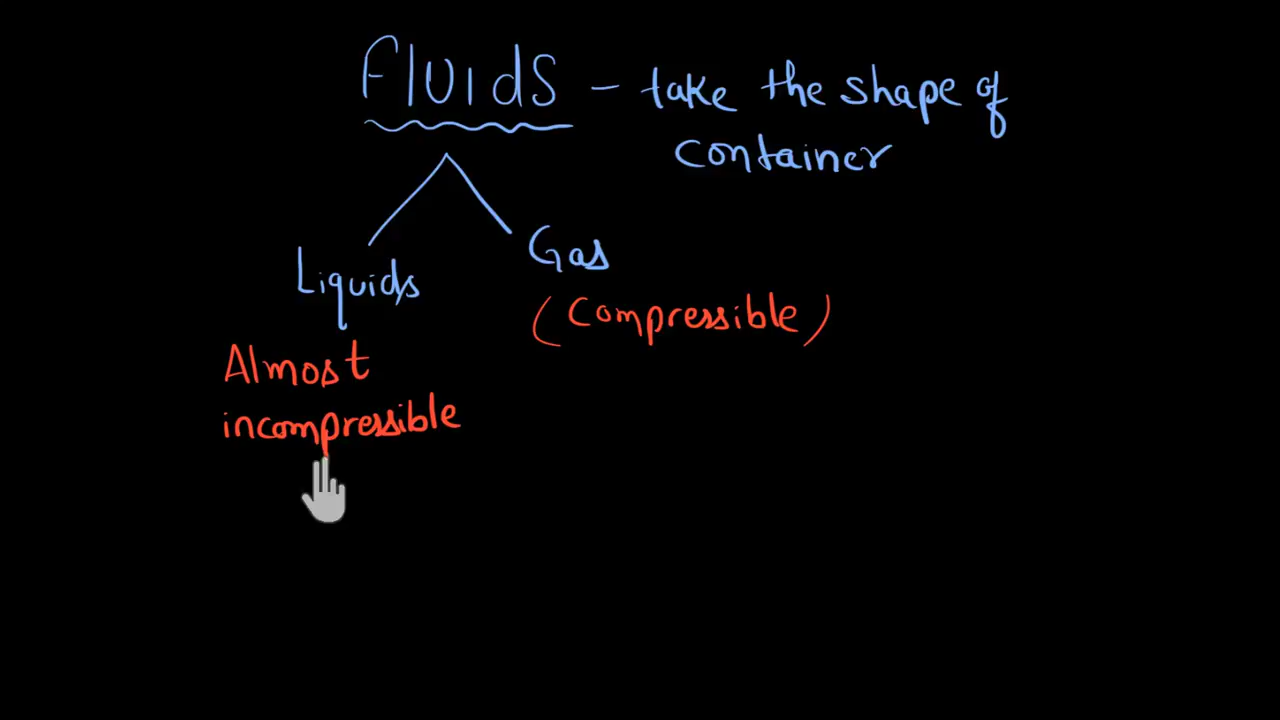 Fluids - take the shape of
container
Liquids
Gas
(Compressible)
Almost
incompressible